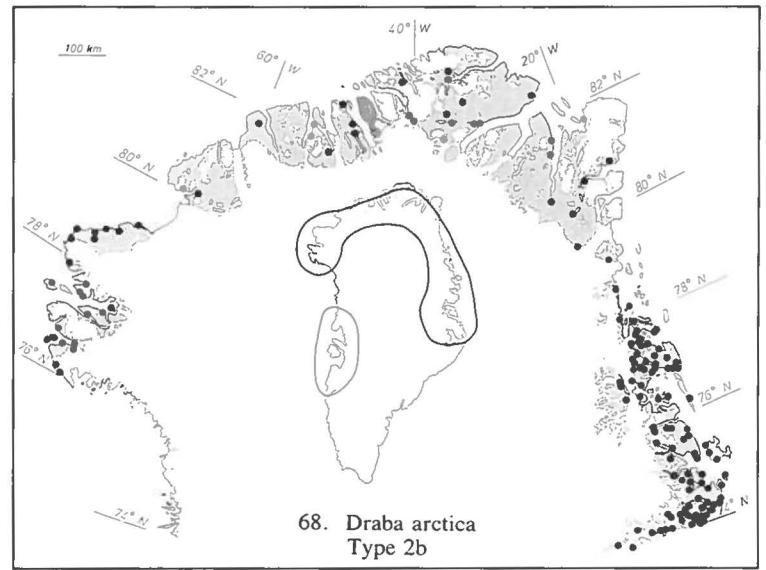 40° W
100 km
60° W
20° W
82° N
82° N
80° N
80° N
78° N
78° N
76° N
76° N
74° N
N
68. Draba arctica
Type 2b